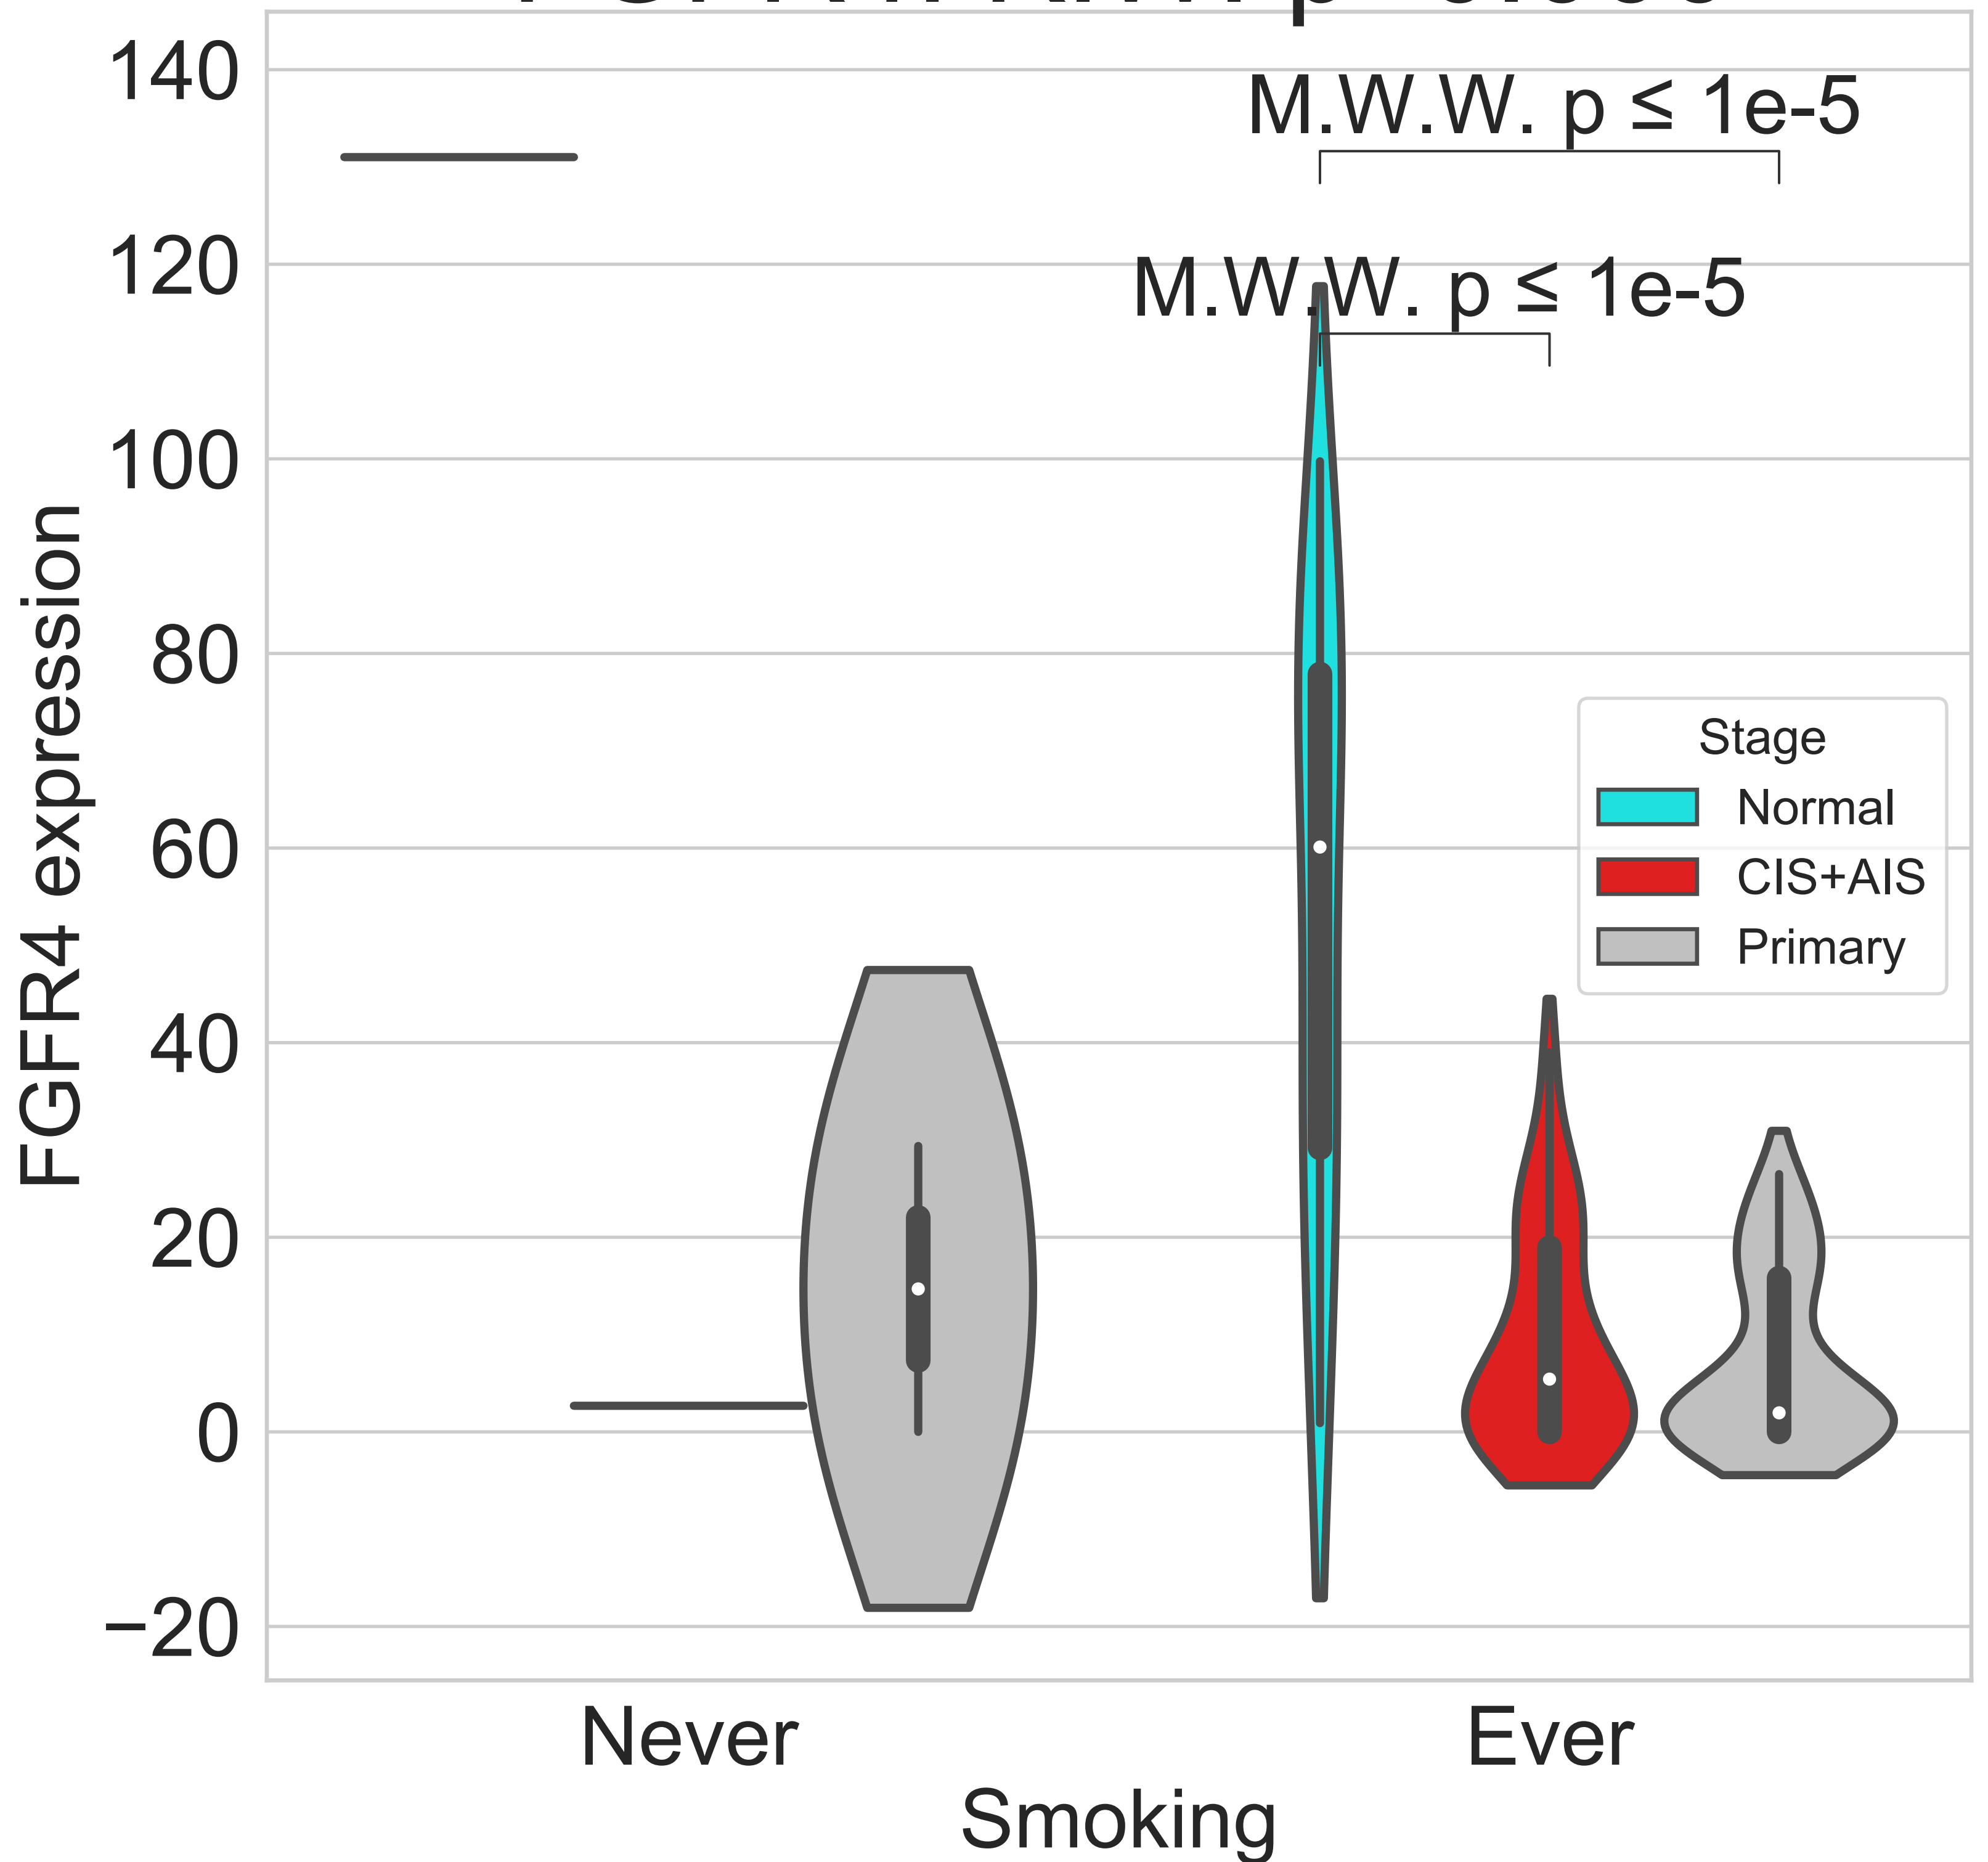 M.W.W. p ≤ 1e-5
M.W.W. p ≤ 1e-5
140
120
100
80
60
40
20
0
−20
FGFR4 expression
Stage
Normal
CIS+AIS
Primary
Never
Ever
Smoking